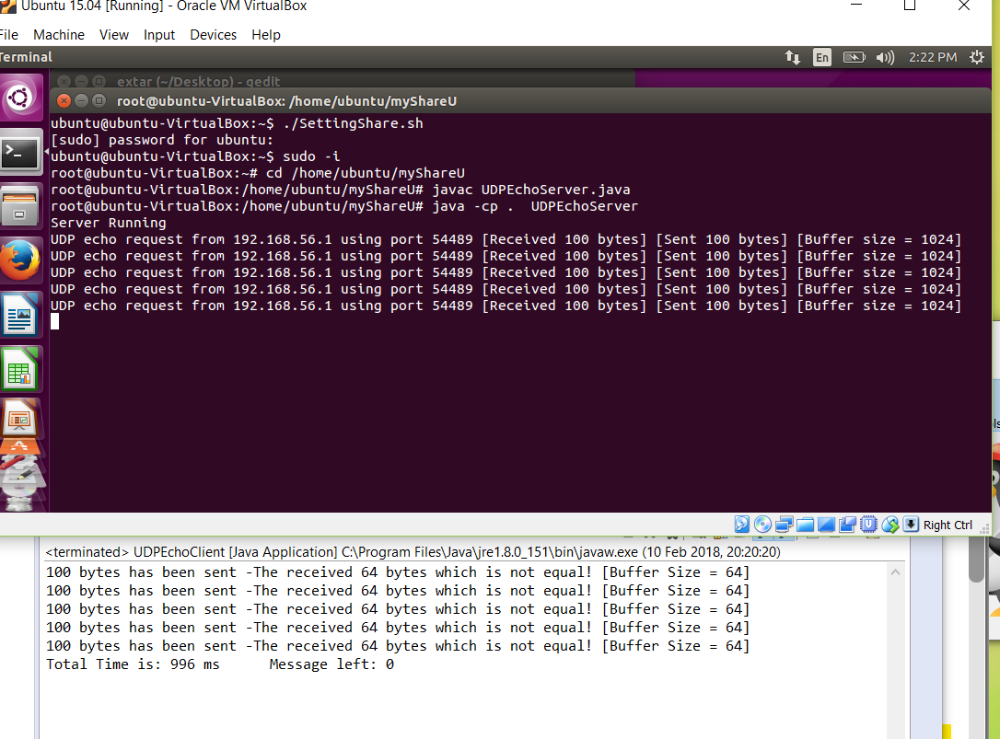 Ubuntu 15.04 [Running] - Oracle VM VirtualBox
File Machine View Input Devices Help
Terminal En 2:22 PM
extar (~/Desktop) - gedit
root@ubuntu-VirtualBox: /home/ubuntu/myShareU
ubuntu@ubuntu-VirtualBox:~$ ./SettingShare.sh
[sudo] password for ubuntu:
ubuntu@ubuntu-VirtualBox:~$ sudo -i
root@ubuntu-VirtualBox:~# cd /home/ubuntu/myShareU
root@ubuntu-VirtualBox:/home/ubuntu/myShareU# javac UDPEchoServer.java
root@ubuntu-VirtualBox:/home/ubuntu/myShareU# java -cp .  UDPEchoServer
Server Running
UDP echo request from 192.168.56.1 using port 54489 [Received 100 bytes] [Sent 100 bytes] [Buffer size = 1024]
UDP echo request from 192.168.56.1 using port 54489 [Received 100 bytes] [Sent 100 bytes] [Buffer size = 1024]
UDP echo request from 192.168.56.1 using port 54489 [Received 100 bytes] [Sent 100 bytes] [Buffer size = 1024]
UDP echo request from 192.168.56.1 using port 54489 [Received 100 bytes] [Sent 100 bytes] [Buffer size = 1024]
UDP echo request from 192.168.56.1 using port 54489 [Received 100 bytes] [Sent 100 bytes] [Buffer size = 1024]
Right Ctrl
<terminated> UDPEchoClient [Java Application] C:\Program Files\Java\jre1.8.0_151\bin\javaw.exe (10 Feb 2018, 20:20:20)
100 bytes has been sent -The received 64 bytes which is not equal! [Buffer Size = 64]
100 bytes has been sent -The received 64 bytes which is not equal! [Buffer Size = 64]
100 bytes has been sent -The received 64 bytes which is not equal! [Buffer Size = 64]
100 bytes has been sent -The received 64 bytes which is not equal! [Buffer Size = 64]
100 bytes has been sent -The received 64 bytes which is not equal! [Buffer Size = 64]
Total Time is: 996 ms      Message left: 0